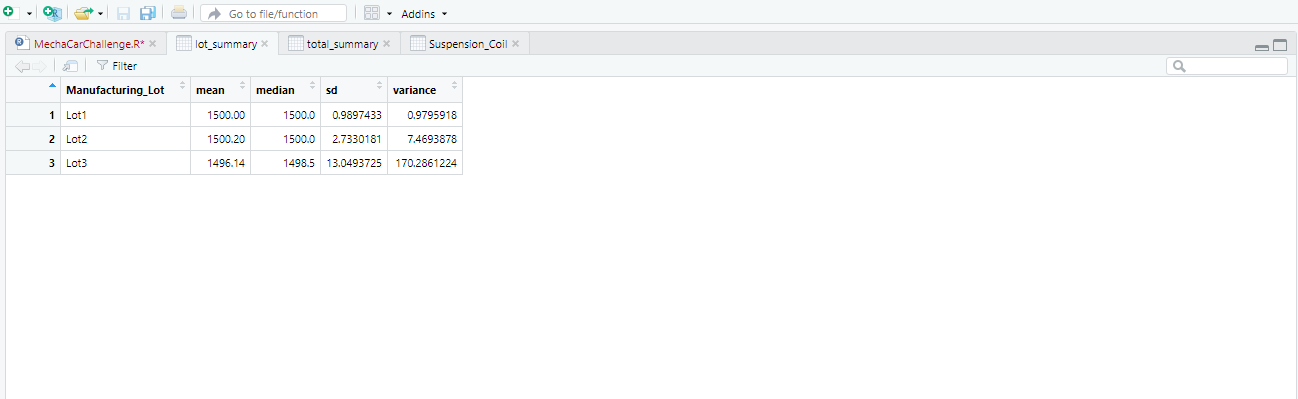 Go to file/function Addins
MechaCarChallenge.R* lot_summary total_summary Suspension_Coil
Filter
Manufacturing_Lot mean median sd variance
1 Lot1 1500.00 1500.0 0.9897433 0.9795918
2 Lot2 1500.20 1500.0 2.7330181 7.4693878
3 Lot3 1496.14 1498.5 13.0493725 170.2861224